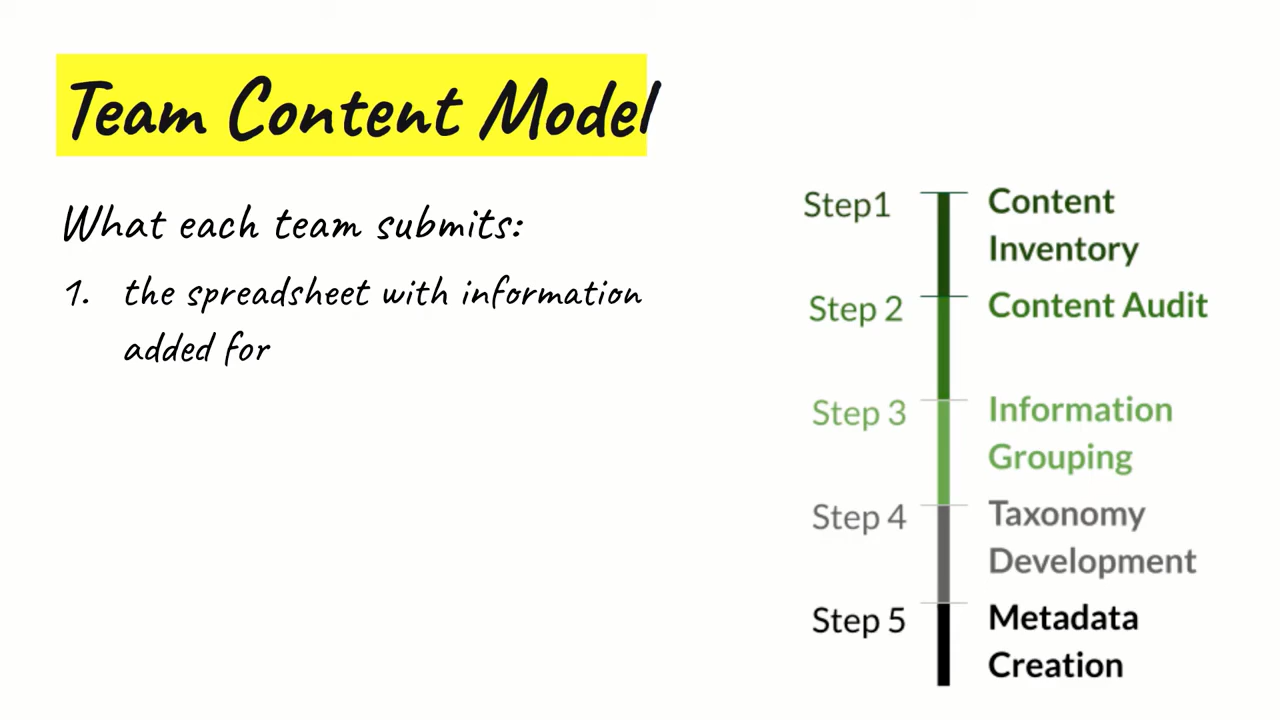 Team Content Model
What each team submits:
1. the spreadsheet with information
added for
Step1 Content
Inventory
Step 2 Content Audit
Step 3 Information
Grouping
Step 4 Taxonomy
Development
Step 5 Metadata
Creation